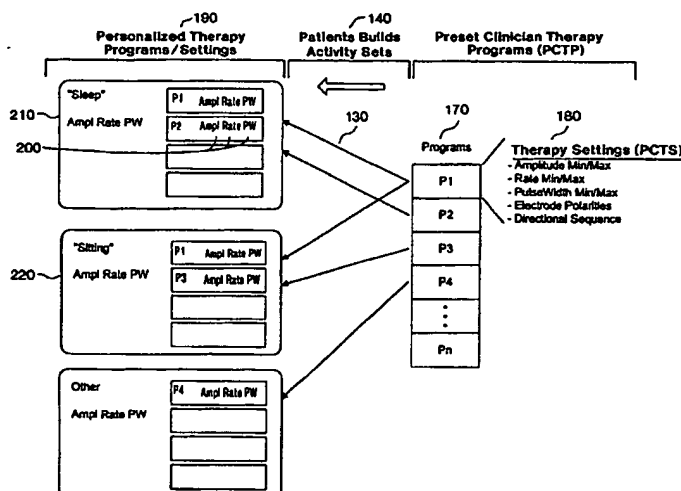 190
Personalized Therapy
Programs/Settings
140
Patients Builds
Activity Sets
Preset Clinician Therapy
Programs (PCTP)
210
"Sleep"
Ampl Rate PW
200
P1 Ampl Rate PW
P2 Ampl Rate PW
130
170
Programs
P1
P2
P3
P4
Pn
180
Therapy Settings (PCTS)
- Amplitude Min/Max
- Rate Min/Max
- PulseWidth Min/Max
- Electrode Polarities
- Directional Sequence
220
"Sitting"
Ampl Rate PW
P1 Ampl Rate PW
P3 Ampl Rate PW
Other
Ampl Rate PW
P4 Ampl Rate PW